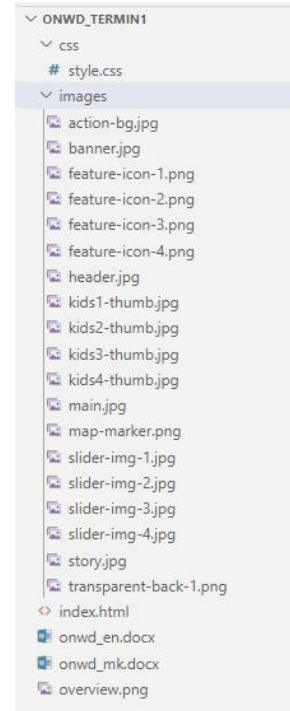 ONWD_TERMIN1
css
# style.css
images
action-bg.jpg
banner.jpg
feature-icon-1.png
feature-icon-2.png
feature-icon-3.png
feature-icon-4.png
header.jpg
kids1-thumb.jpg
kids2-thumb.jpg
kids3-thumb.jpg
kids4-thumb.jpg
main.jpg
map-marker.png
slider-img-1.jpg
slider-img-2.jpg
slider-img-3.jpg
slider-img-4.jpg
story.jpg
transparent-back-1.png
<> index.html
onwd_en.docx
onwd_mk.docx
overview.png